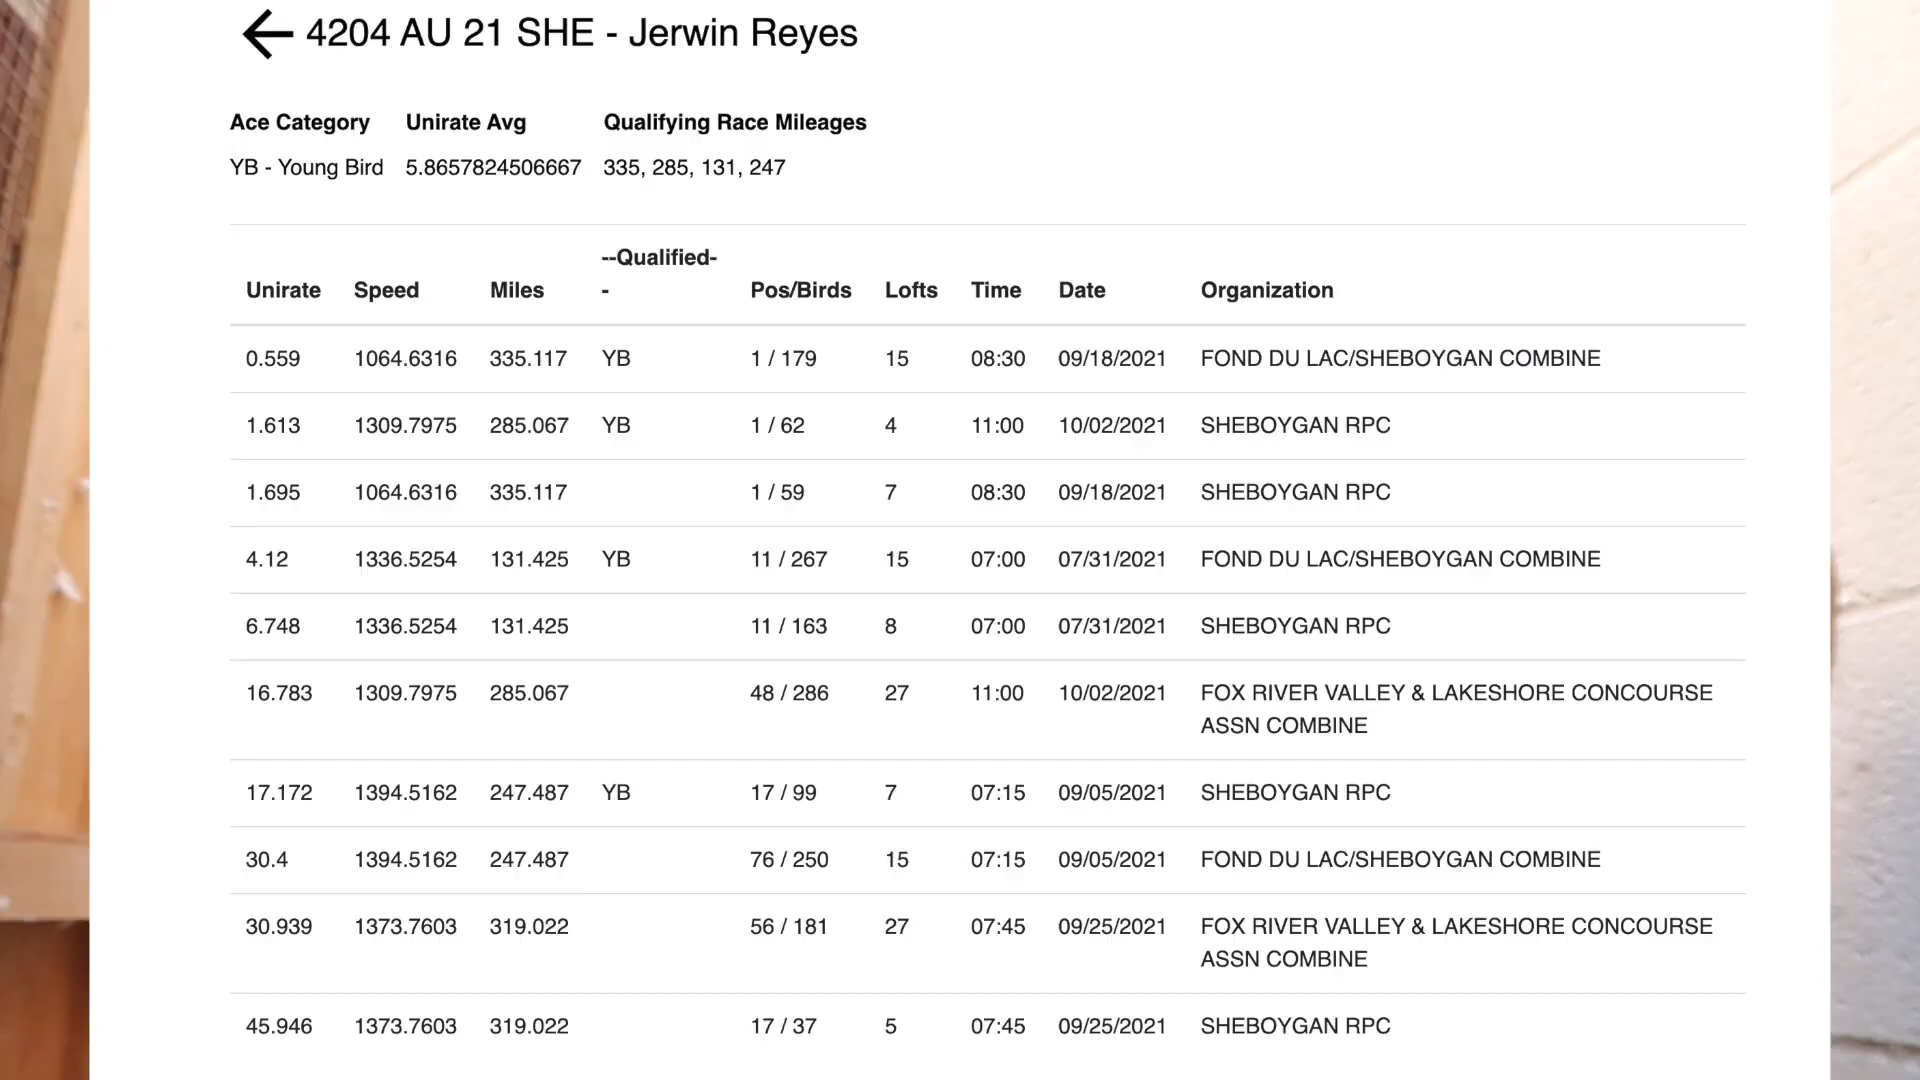 4204 AU 21 SHE - Jerwin Reyes
Ace Category Unirate Avg Qualifying Race Mileages
YB - Young Bird 5.8657824506667 335, 285, 131, 247
--Qualified-
Unirate Speed Miles - Pos/Birds Lofts Time Date Organization
0.559 1064.6316 335.117 YB 1 / 179 15 08:30 09/18/2021 FOND DU LAC/SHEBOYGAN COMBINE
1.613 1309.7975 285.067 YB 1 / 62 4 11:00 10/02/2021 SHEBOYGAN RPC
1.695 1064.6316 335.117 1 / 59 7 08:30 09/18/2021 SHEBOYGAN RPC
4.12 1336.5254 131.425 YB 11 / 267 15 07:00 07/31/2021 FOND DU LAC/SHEBOYGAN COMBINE
6.748 1336.5254 131.425 11 / 163 8 07:00 07/31/2021 SHEBOYGAN RPC
16.783 1309.7975 285.067 48 / 286 27 11:00 10/02/2021 FOX RIVER VALLEY & LAKESHORE CONCOURSE
ASSN COMBINE
17.172 1394.5162 247.487 YB 17 / 99 7 07:15 09/05/2021 SHEBOYGAN RPC
30.4 1394.5162 247.487 76 / 250 15 07:15 09/05/2021 FOND DU LAC/SHEBOYGAN COMBINE
30.939 1373.7603 319.022 56 / 181 27 07:45 09/25/2021 FOX RIVER VALLEY & LAKESHORE CONCOURSE
ASSN COMBINE
45.946 1373.7603 319.022 17 / 37 5 07:45 09/25/2021 SHEBOYGAN RPC